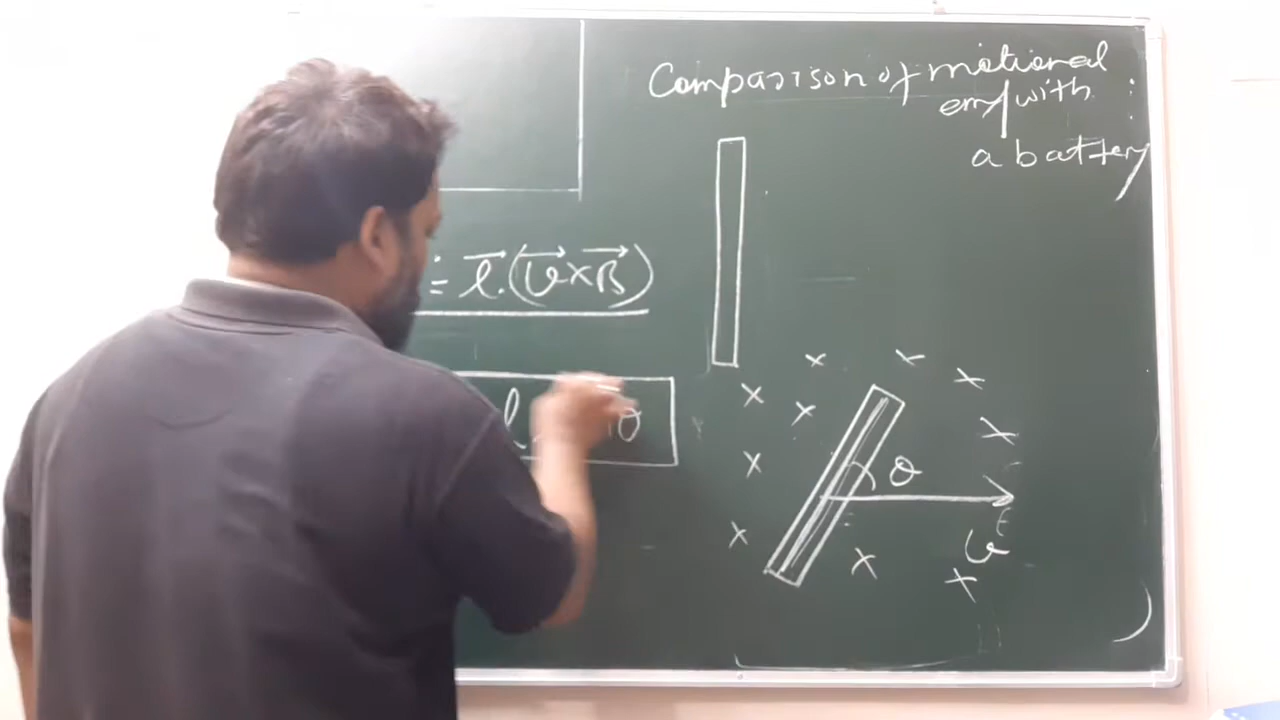 Comparison of motional
emf with
a battery
= l⃗.(v⃗×B⃗)
l
θ
× × ×
× ×
×
×
θ
×
v
× ×